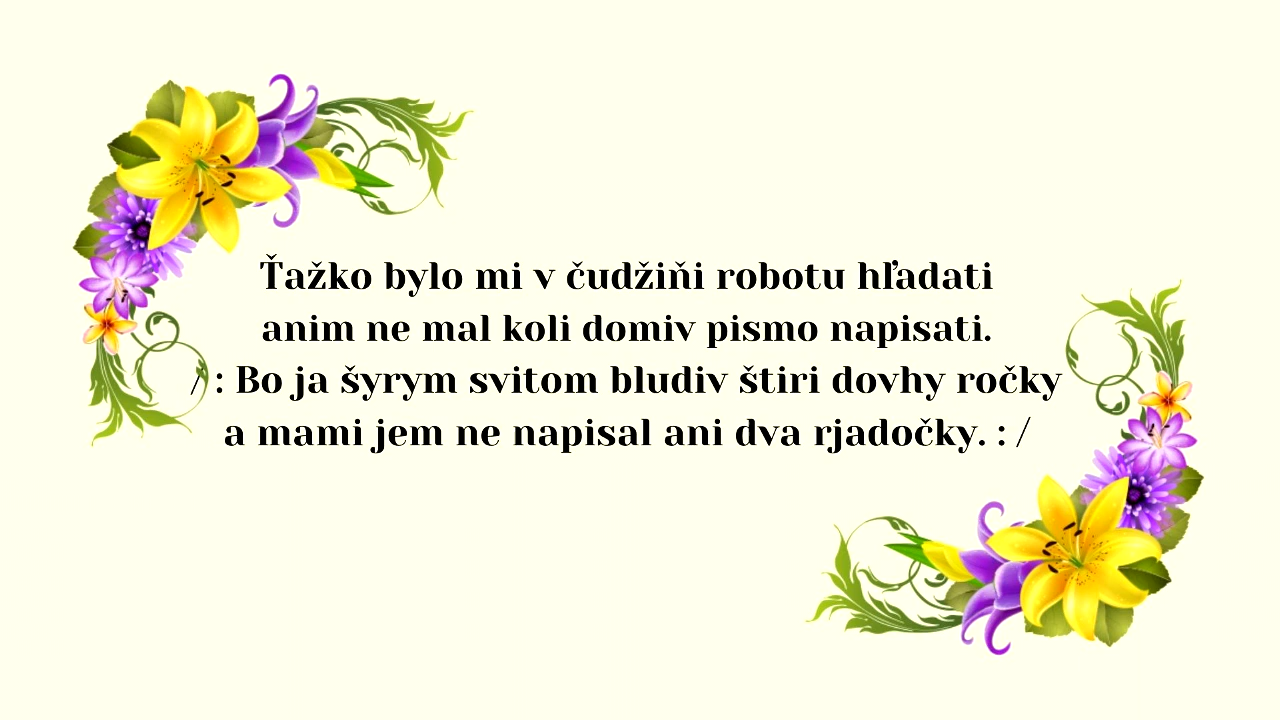 Ťažko bylo mi v čudžiňi robotu hľadati
anim ne mal koli domiv pismo napisati.
/ : Bo ja šyrym svitom bludiv štiri dovhy ročky
a mami jem ne napisal ani dva rjadočky. : /